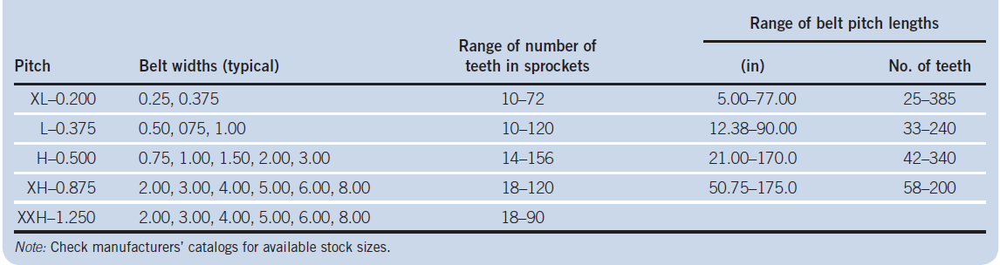 Range of belt pitch lengths
Range of number of
Pitch Belt widths (typical) teeth in sprockets (in) No. of teeth
XL–0.200 0.25, 0.375 10–72 5.00–77.00 25–385
L–0.375 0.50, 075, 1.00 10–120 12.38–90.00 33–240
H–0.500 0.75, 1.00, 1.50, 2.00, 3.00 14–156 21.00–170.0 42–340
XH–0.875 2.00, 3.00, 4.00, 5.00, 6.00, 8.00 18–120 50.75–175.0 58–200
XXH–1.250 2.00, 3.00, 4.00, 5.00, 6.00, 8.00 18–90
Note: Check manufacturers’ catalogs for available stock sizes.